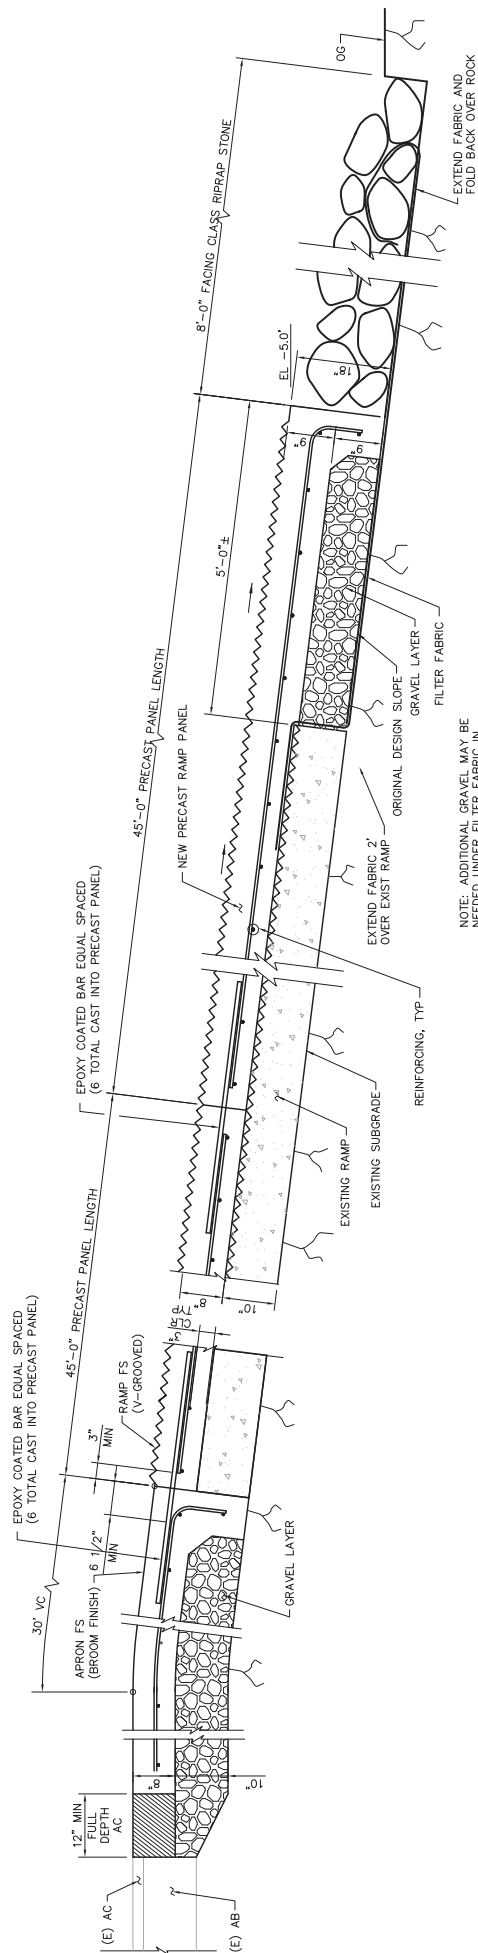 8'-0" FACING CLASS RIPRAP STONE
OG
EXTEND FABRIC AND
FOLD BACK OVER ROCK
EL -5.0'
18"
45'-0" PRECAST PANEL LENGTH
5'-0"±
9"
9"
NEW PRECAST RAMP PANEL
EXTEND FABRIC 2'
OVER EXIST RAMP
ORIGINAL DESIGN SLOPE
GRAVEL LAYER
FILTER FABRIC
NOTE: ADDITIONAL GRAVEL MAY BE
NEEDED UNDER FILTER FABRIC IN
EPOXY COATED BAR EQUAL SPACED
(6 TOTAL CAST INTO PRECAST PANEL)
REINFORCING, TYP
EXISTING RAMP
EXISTING SUBGRADE
45'-0" PRECAST PANEL LENGTH
8"
10"
3"
CLR
TYP
EPOXY COATED BAR EQUAL SPACED
(6 TOTAL CAST INTO PRECAST PANEL)
RAMP FS
(V-GROOVED)
3"
MIN
6 1/2"
MIN
30' VC
APRON FS
(BROOM FINISH)
GRAVEL LAYER
8"
10"
12" MIN
FULL
DEPTH
AC
(E) AC
(E) AB